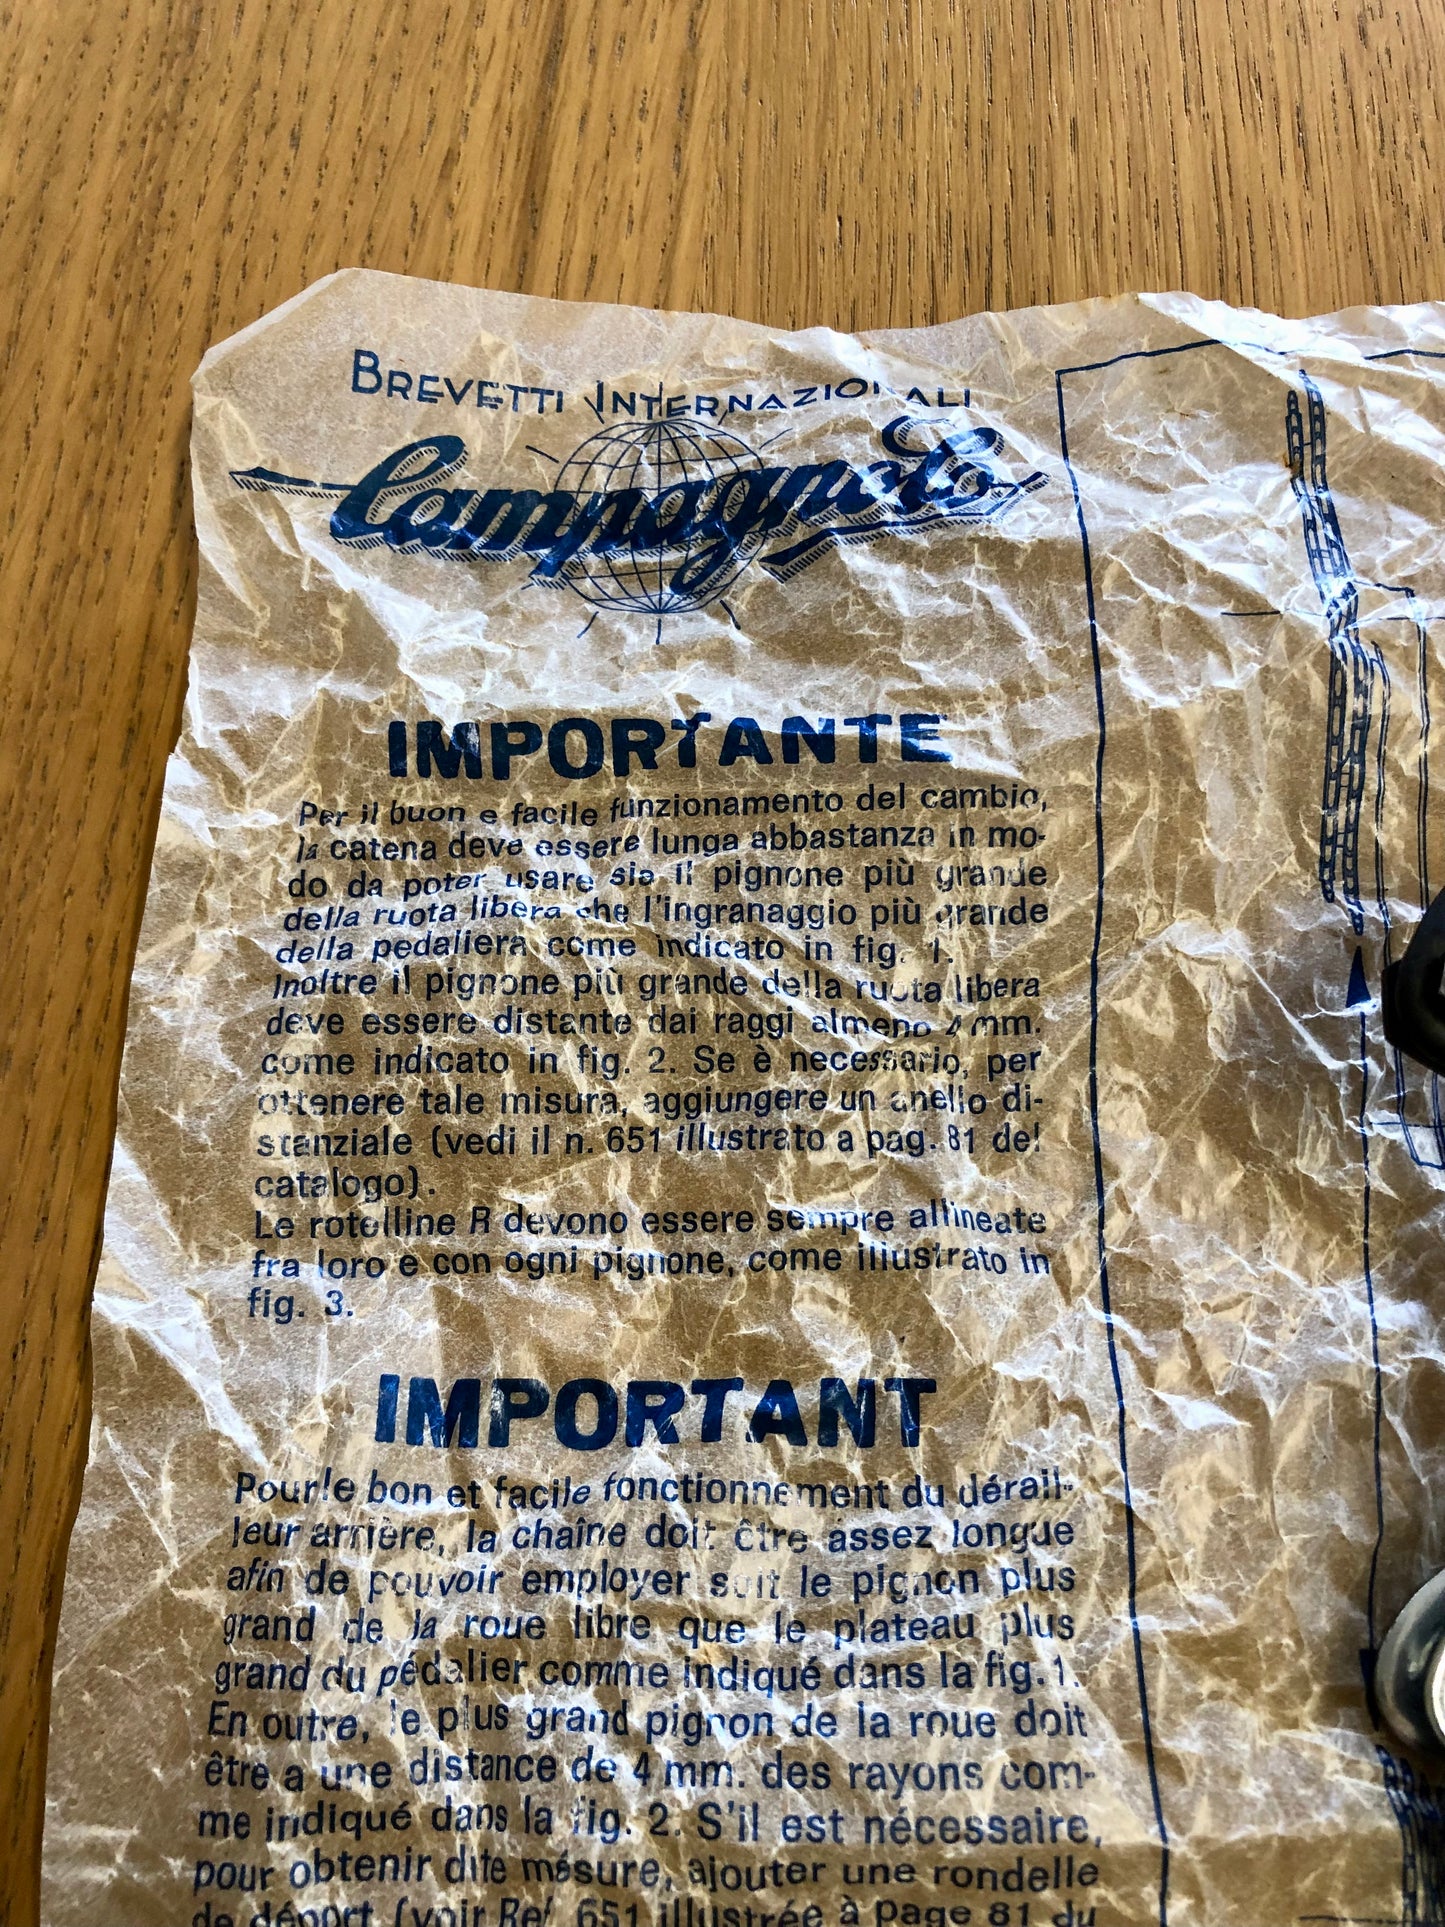 BREVETTI INTERNAZIONALI
Campagnolo
IMPORTANTE
Per il buon e facile funzionamento del cambio,
la catena deve essere lunga abbastanza in mo-
do da poter usare sia il pignone più grande
della ruota libera che l'ingranaggio più grande
della pedaliera come indicato in fig. 1.
Inoltre il pignone più grande della ruota libera
deve essere distante dai raggi almeno 4 mm.
come indicato in fig. 2. Se è necessario, per
ottenere tale misura, aggiungere un anello di-
stanziale (vedi il n. 651 illustrato a pag. 81 del
catalogo).
Le rotelline R devono essere sempre allineate
fra loro e con ogni pignone, come illustrato in
fig. 3.
IMPORTANT
Pour le bon et facile fonctionnement du dérail-
leur arrière, la chaîne doit être assez longue
afin de pouvoir employer soit le pignon plus
grand de la roue libre que le plateau plus
grand du pédalier comme indiqué dans la fig. 1.
En outre, le plus grand pignon de la roue doit
être a une distance de 4 mm. des rayons com-
me indiqué dans la fig. 2. S'il est nécessaire,
pour obtenir dite mésure, ajouter une rondelle
de déport (voir Ref. 651 illustrée à page 81 du